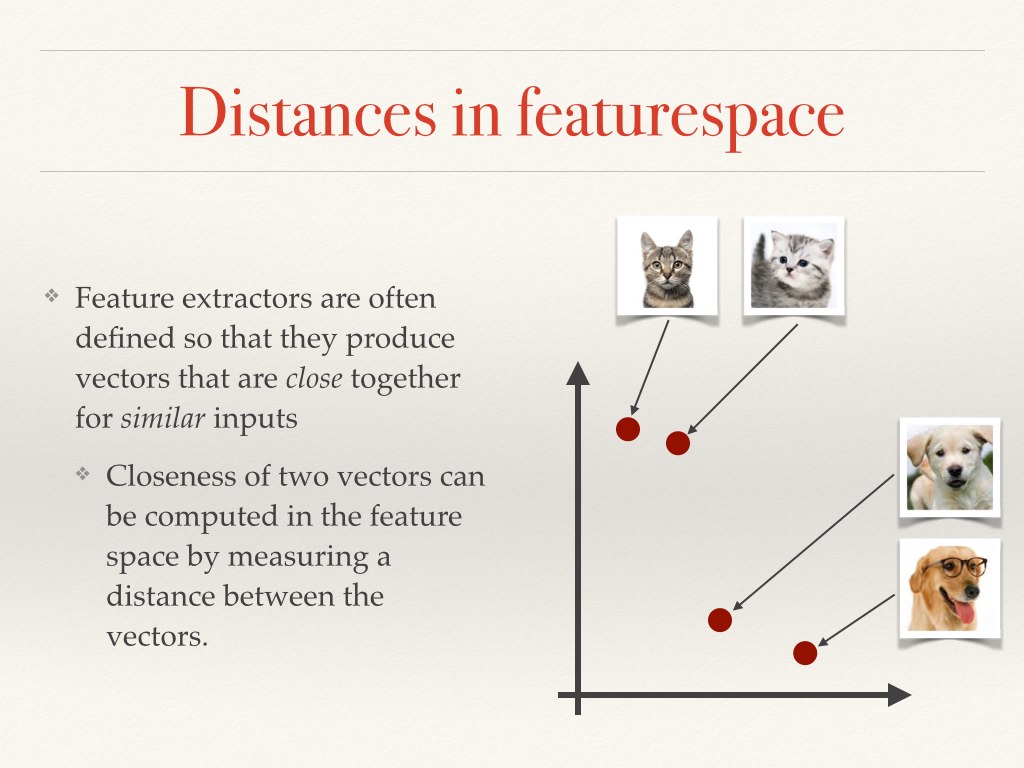 Distances in featurespace
❖ Feature extractors are often
defined so that they produce
vectors that are close together
for similar inputs
❖ Closeness of two vectors can
be computed in the feature
space by measuring a
distance between the
vectors.